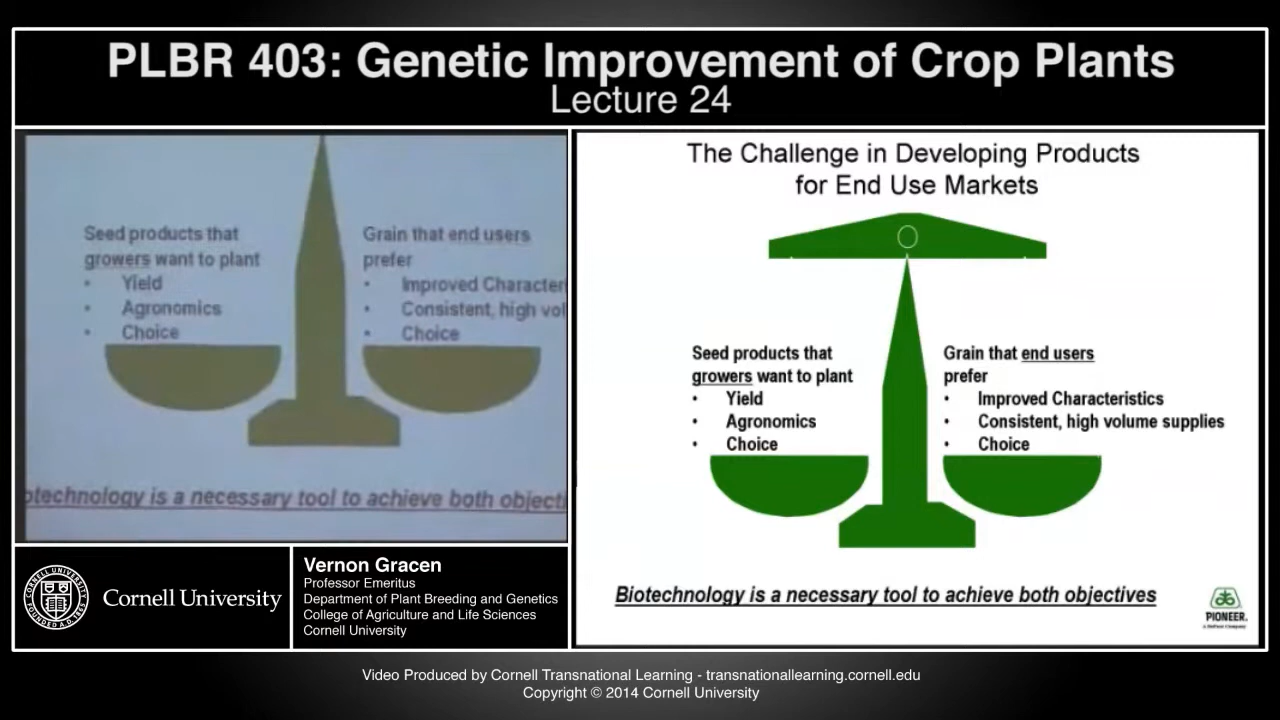 PLBR 403: Genetic Improvement of Crop Plants
Lecture 24
Seed products that
growers want to plant
• Yield
• Agronomics
• Choice
Grain that end users
prefer
• Improved Character
• Consistent, high vol
• Choice
otechnology is a necessary tool to achieve both objecti
The Challenge in Developing Products
for End Use Markets
Seed products that
growers want to plant
• Yield
• Agronomics
• Choice
Grain that end users
prefer
• Improved Characteristics
• Consistent, high volume supplies
• Choice
Biotechnology is a necessary tool to achieve both objectives
PIONEER.
A DuPont Company
Cornell University
Vernon Gracen
Professor Emeritus
Department of Plant Breeding and Genetics
College of Agriculture and Life Sciences
Cornell University
Video Produced by Cornell Transnational Learning - transnationallearning.cornell.edu
Copyright © 2014 Cornell University